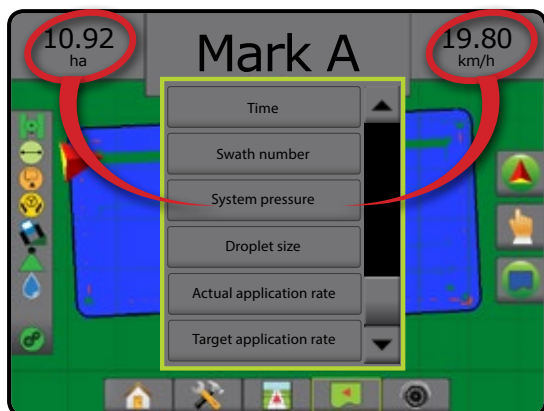 10.92
ha
Mark A
19.80
km/h
Time
Swath number
System pressure
Droplet size
Actual application rate
Target application rate